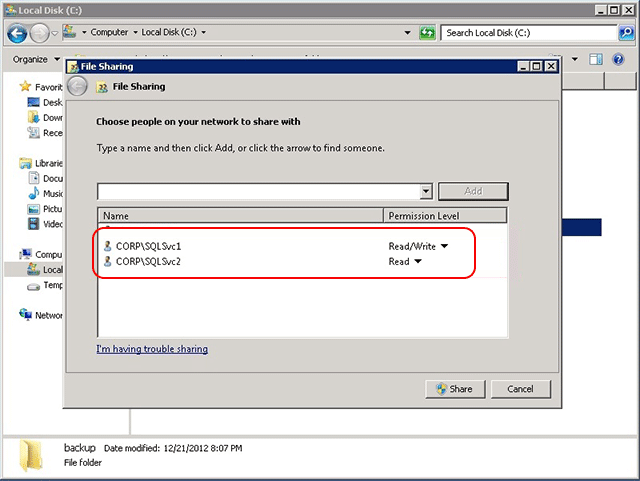 Local Disk (C:)
Computer Local Disk (C:) Search Local Disk (C:)
Organize
File Sharing
File Sharing
Favorit
Desk
Down
Rece
Librarie
Docu
Music
Pictu
Video
Compu
Local
Temp
Networ
Choose people on your network to share with
Type a name and then click Add, or click the arrow to find someone.
Add
Name Permission Level
CORP\SQLSvc1 Read/Write
CORP\SQLSvc2 Read
I'm having trouble sharing
Share Cancel
backup Date modified: 12/21/2012 8:07 PM
File folder